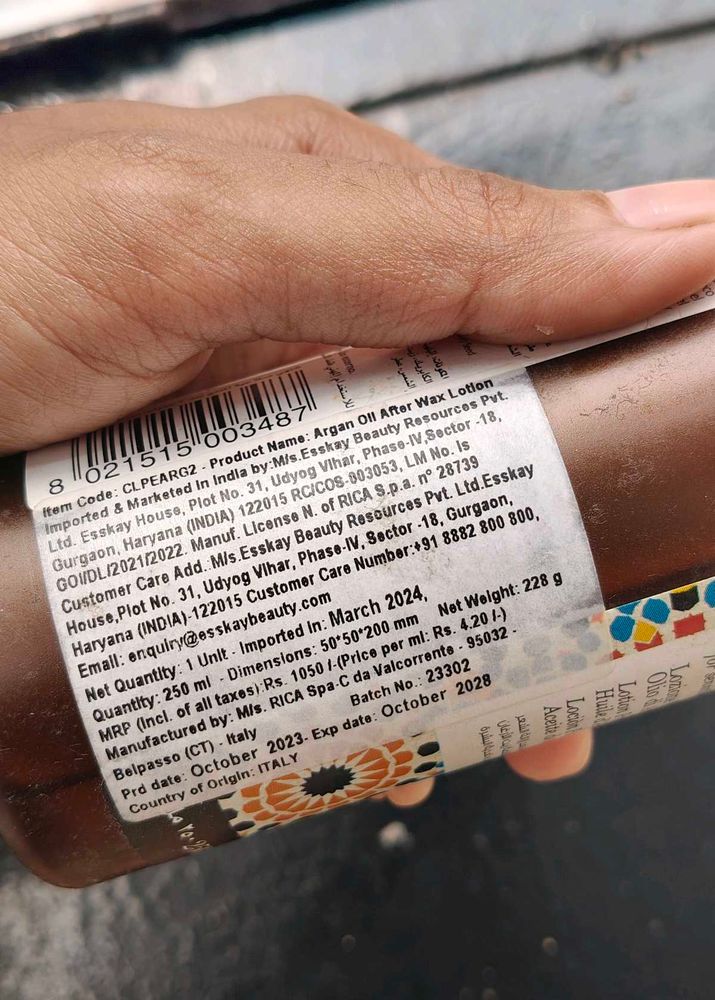 8 021515 003487
Item Code: CLPEARG2 - Product Name: Argan Oil After Wax Lotion
Imported & Marketed in India by:M/s.Esskay Beauty Resources Pvt.
Ltd. Esskay House, Plot No. 31, Udyog Vihar, Phase-IV,Sector -18,
Gurgaon, Haryana (INDIA) 122015 RC/COS-003053, LM No. is
GOI/DL/2021/2022. Manuf. License N. of RICA S.p.a. n° 28739
Customer Care Add.:M/s.Esskay Beauty Resources Pvt. Ltd.Esskay
House,Plot No. 31, Udyog Vihar, Phase-IV, Sector -18, Gurgaon,
Haryana (INDIA)-122015 Customer Care Number:+91 8882 800 800,
Email: enquiry@esskaybeauty.com
Net Quantity: 1 Unit - Imported in: March 2024,
Quantity: 250 ml - Dimensions: 50*50*200 mm Net Weight: 228 g
MRP (Incl. of all taxes):Rs. 1050 /-(Price per ml: Rs. 4.20 /-)
Manufactured by: M/s. RICA Spa-C da Valcorrente - 95032 -
Belpasso (CT) - Italy Batch No.: 23302
Prd date: October 2023- Exp date: October 2028
Country of Origin: ITALY
Lotion
Huile
Olio d